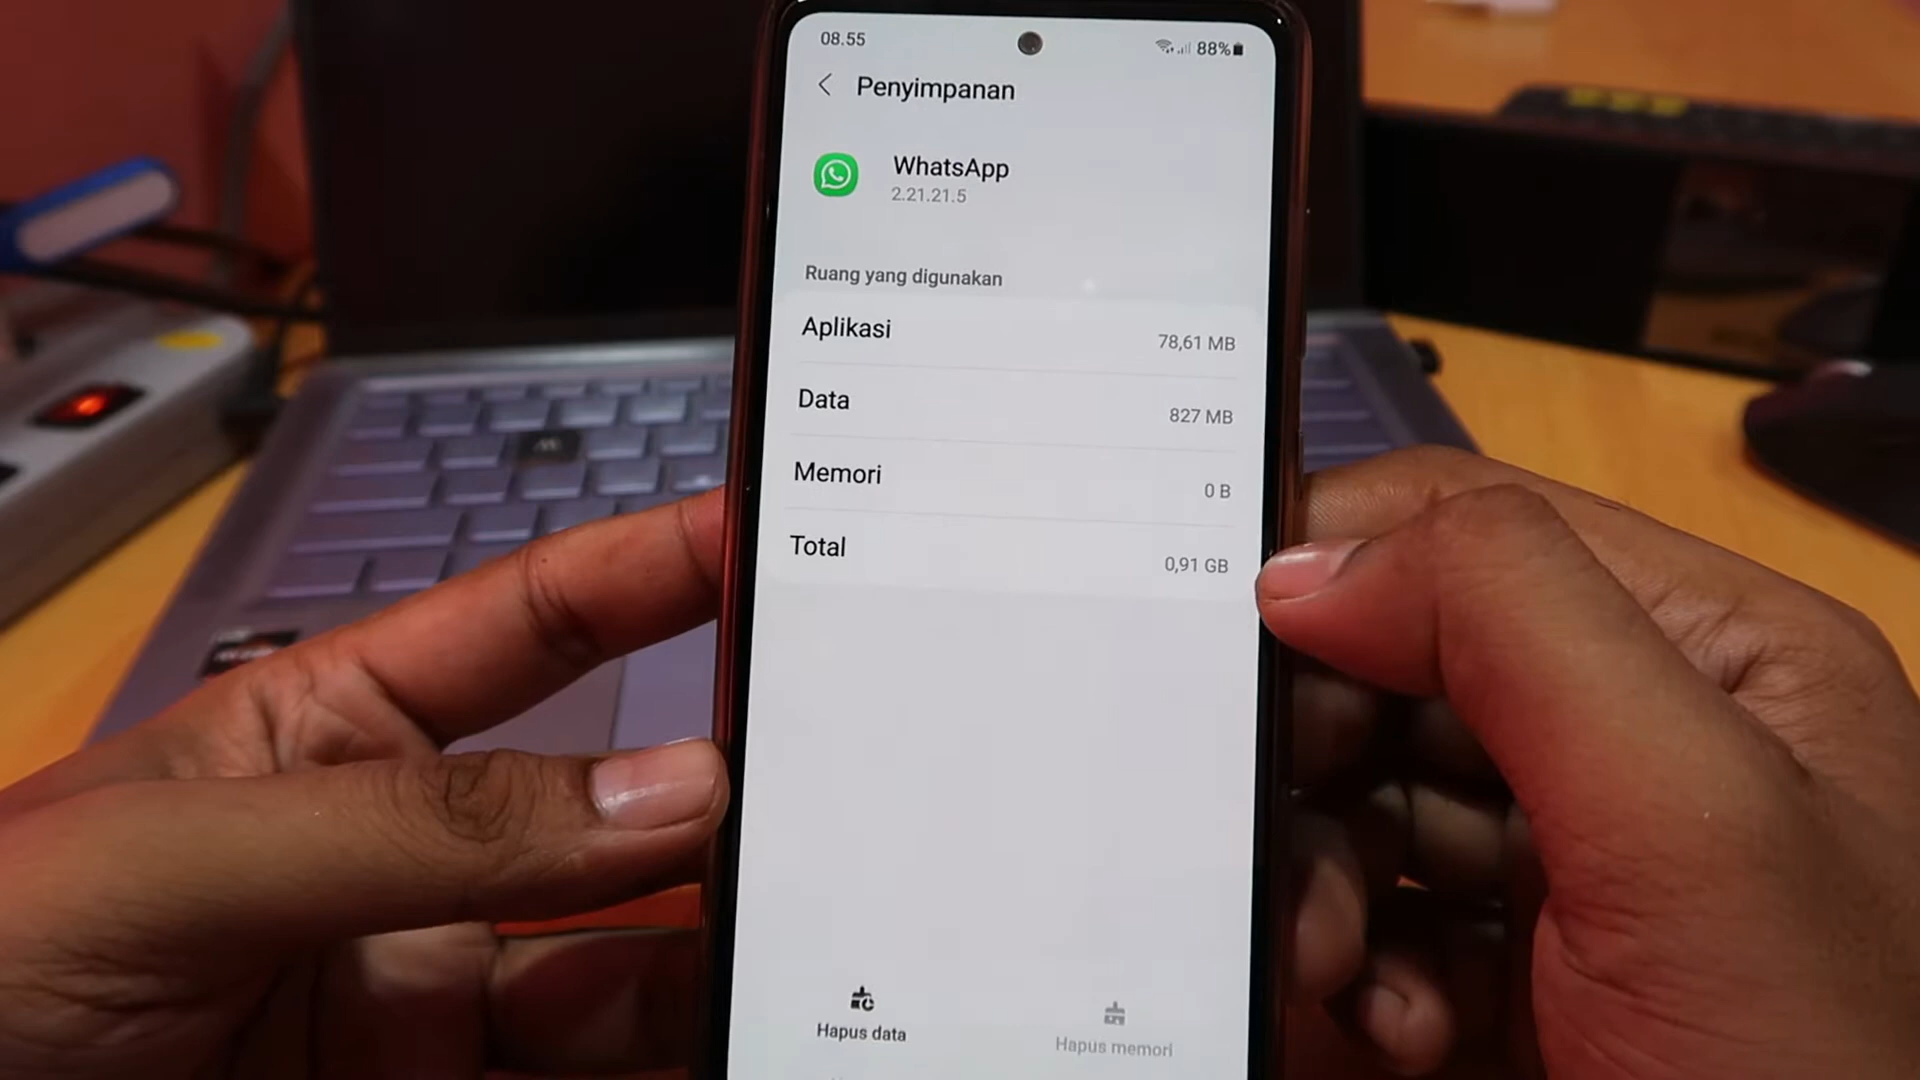 08.55
88%
Penyimpanan
WhatsApp
2.21.21.5
Ruang yang digunakan
Aplikasi
78,61 MB
Data
827 MB
Memori
0 B
Total
0,91 GB
Hapus data
Hapus memori